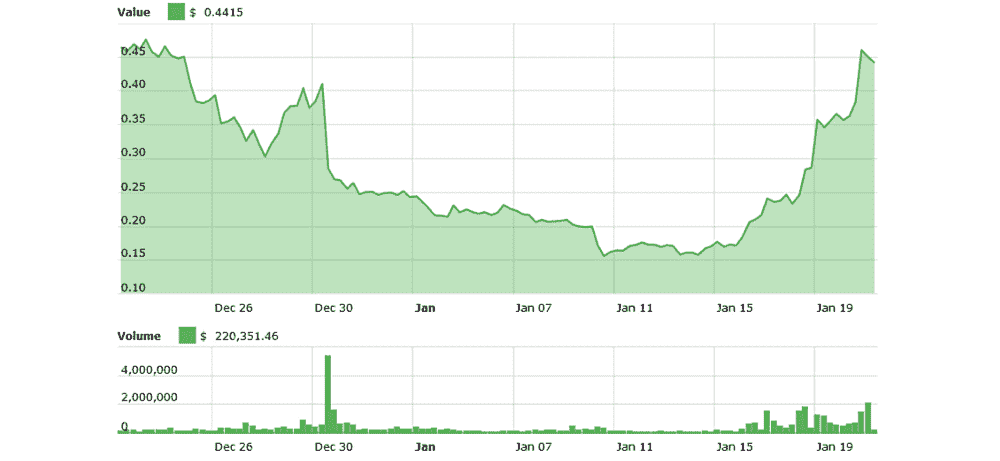 Value $ 0.4415
0.45
0.40
0.35
0.30
0.25
0.20
0.15
0.10
Dec 26 Dec 30 Jan Jan 07 Jan 11 Jan 15 Jan 19
Volume $ 220,351.46
4,000,000
2,000,000
0
Dec 26 Dec 30 Jan Jan 07 Jan 11 Jan 15 Jan 19